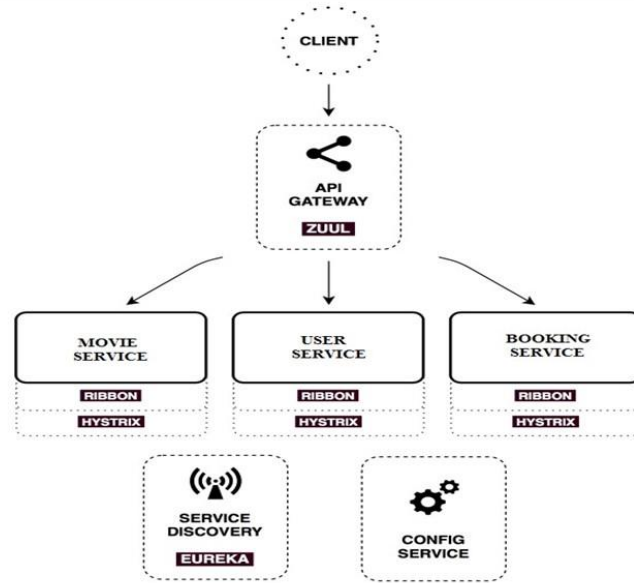 CLIENT
API
GATEWAY
ZUUL
MOVIE
SERVICE
USER
SERVICE
BOOKING
SERVICE
RIBBON
RIBBON
RIBBON
HYSTRIX
HYSTRIX
HYSTRIX
SERVICE
DISCOVERY
EUREKA
CONFIG
SERVICE